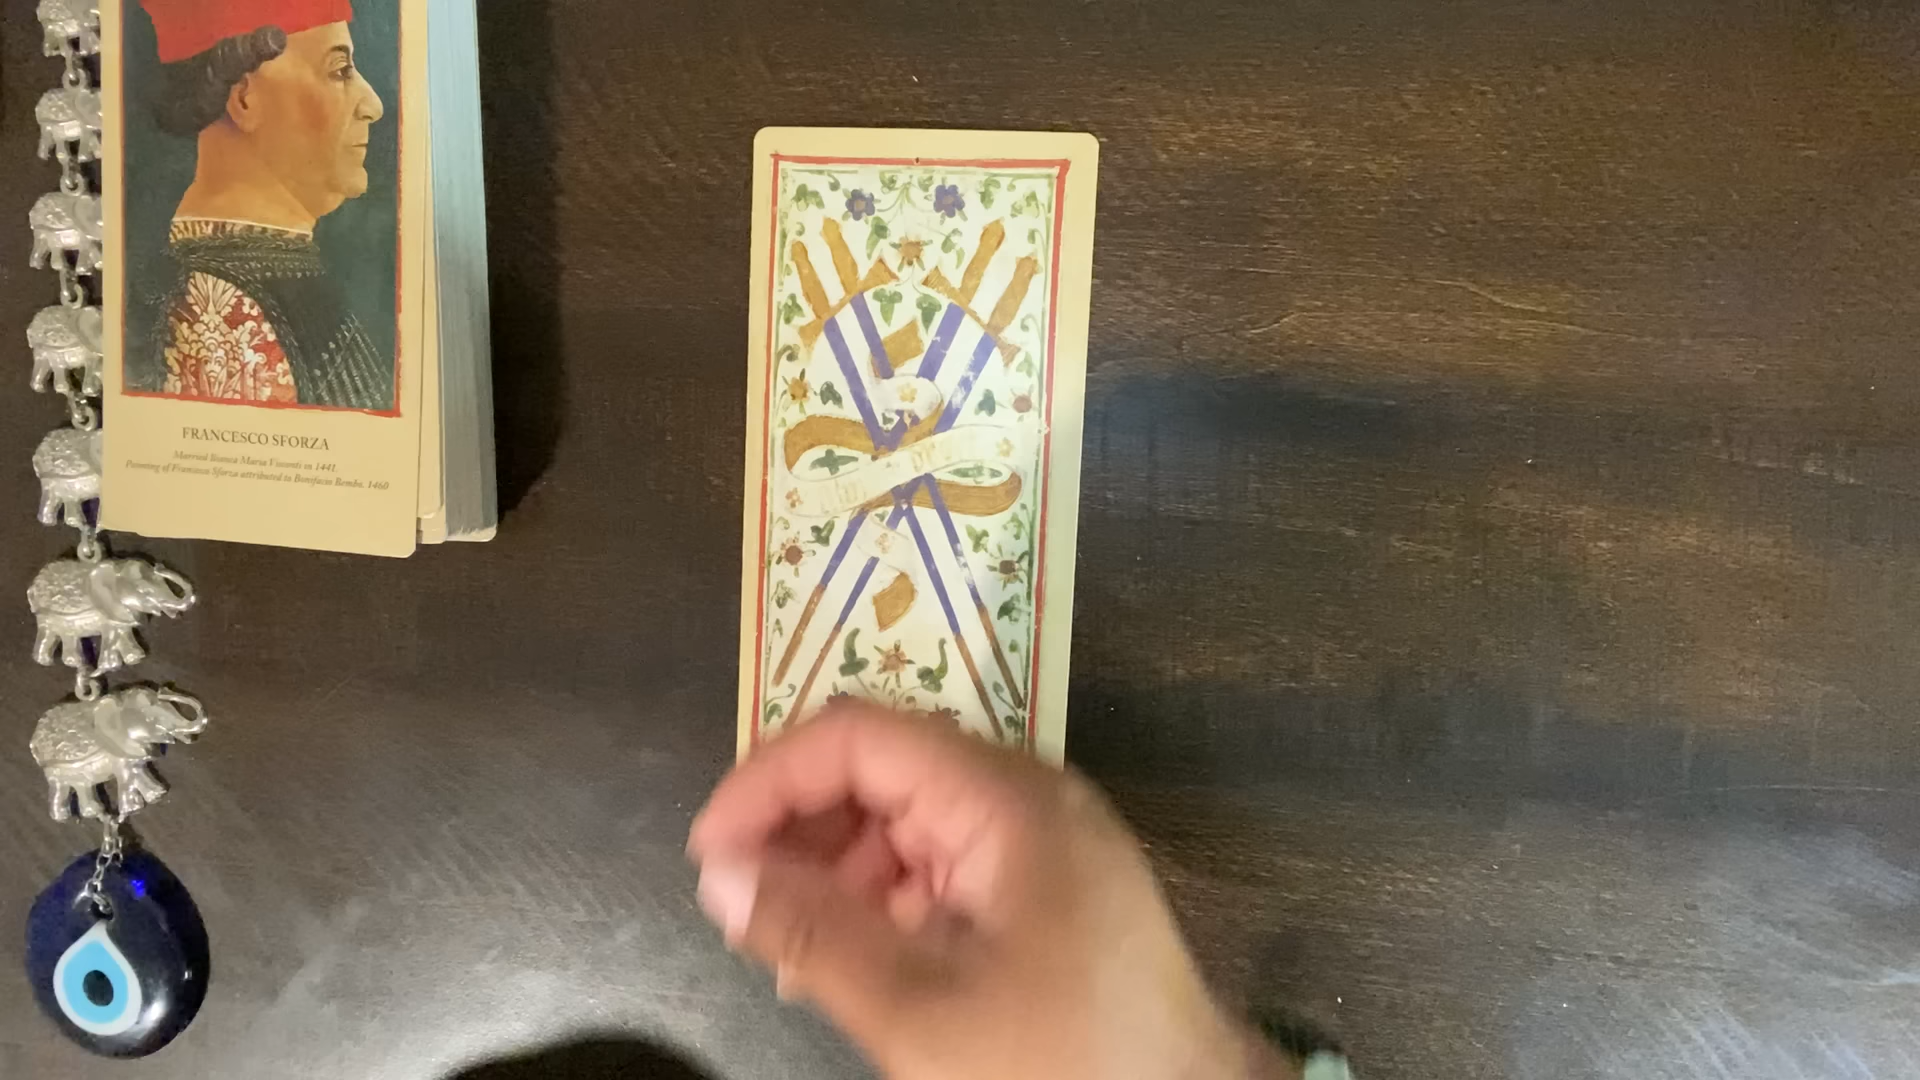 FRANCESCO SFORZA
Married Bianca Maria Visconti in 1441.
Painting of Francesco Sforza attributed to Bonifacio Bembo. 1460